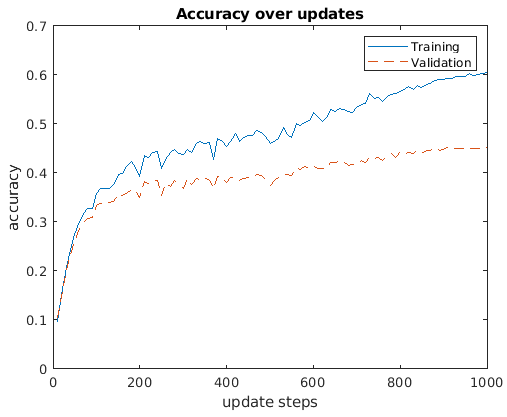 Accuracy over updates
0.7
0.6
0.5
0.4
0.3
0.2
0.1
0
accuracy
Training
Validation
0 200 400 600 800 1000
update steps